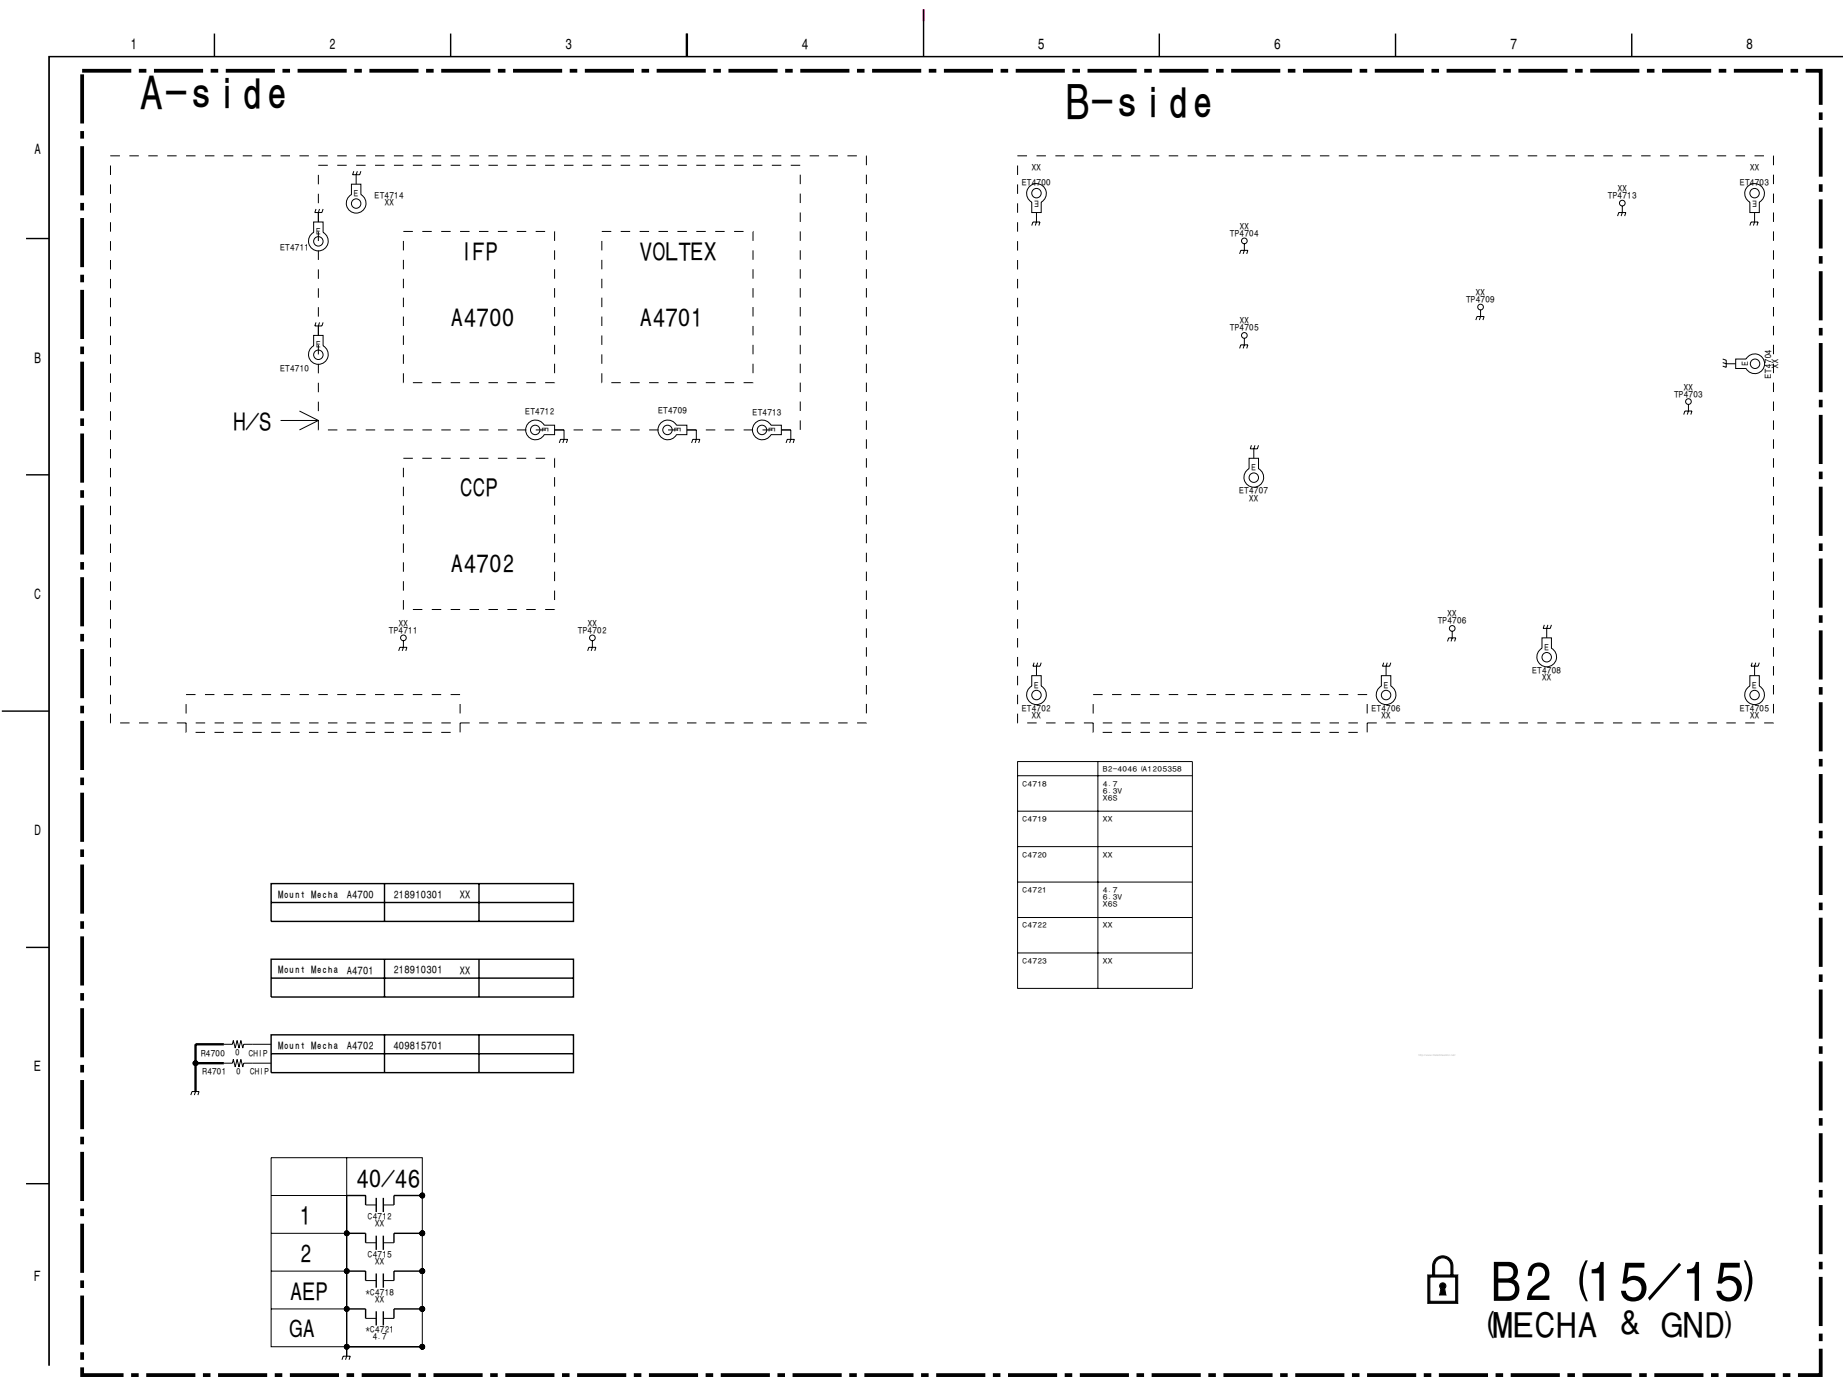 1 2 3 4 5 6 7 8
A-side
B-side
A
B
C
D
E
F
ET4714
XX
ET4711
ET4710
IFP
A4700
VOLTEX
A4701
H/S
ET4712
ET4709
ET4713
CCP
A4702
XX
TP4711
XX
TP4702
XX
ET4700
XX
ET4703
XX
TP4713
XX
TP4704
XX
TP4709
XX
TP4705
ET4704
XX
XX
TP4703
ET4707
XX
XX
TP4706
ET4708
XX
ET4702
XX
ET4706
XX
ET4705
XX
B2-4046 (A1205358
C4718 4.7
6.3V
X6S
C4719 XX
C4720 XX
C4721 4.7
6.3V
X6S
C4722 XX
C4723 XX
Mount Mecha A4700 218910301 XX
Mount Mecha A4701 218910301 XX
Mount Mecha A4702 409815701
R4700 0 CHIP
R4701 0 CHIP
40/46
1
C4712
XX
2
C4715
XX
AEP
*C4718
XX
GA
*C4721
4.7
B2 (15/15)
(MECHA & GND)